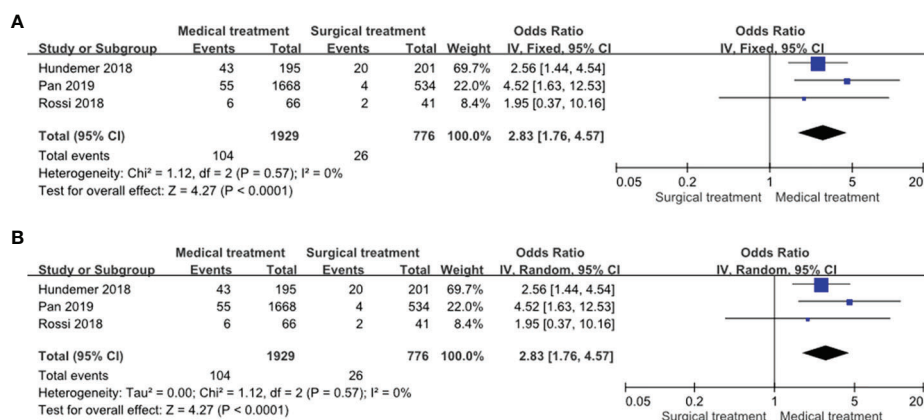 A
Medical treatment Surgical treatment Odds Ratio Odds Ratio
Study or Subgroup Events Total Events Total Weight IV, Fixed, 95% CI IV, Fixed, 95% CI
Hundemer 2018 43 195 20 201 69.7% 2.56 [1.44, 4.54]
Pan 2019 55 1668 4 534 22.0% 4.52 [1.63, 12.53]
Rossi 2018 6 66 2 41 8.4% 1.95 [0.37, 10.16]
Total (95% CI) 1929 776 100.0% 2.83 [1.76, 4.57]
Total events 104 26
Heterogeneity: Chi² = 1.12, df = 2 (P = 0.57); I² = 0%
Test for overall effect: Z = 4.27 (P < 0.0001)
0.05 0.2 1 5 20
Surgical treatment Medical treatment
B
Medical treatment Surgical treatment Odds Ratio Odds Ratio
Study or Subgroup Events Total Events Total Weight IV, Random, 95% CI IV, Random, 95% CI
Hundemer 2018 43 195 20 201 69.7% 2.56 [1.44, 4.54]
Pan 2019 55 1668 4 534 22.0% 4.52 [1.63, 12.53]
Rossi 2018 6 66 2 41 8.4% 1.95 [0.37, 10.16]
Total (95% CI) 1929 776 100.0% 2.83 [1.76, 4.57]
Total events 104 26
Heterogeneity: Tau² = 0.00; Chi² = 1.12, df = 2 (P = 0.57); I² = 0%
Test for overall effect: Z = 4.27 (P < 0.0001)
0.05 0.2 1 5 20
Surgical treatment Medical treatment